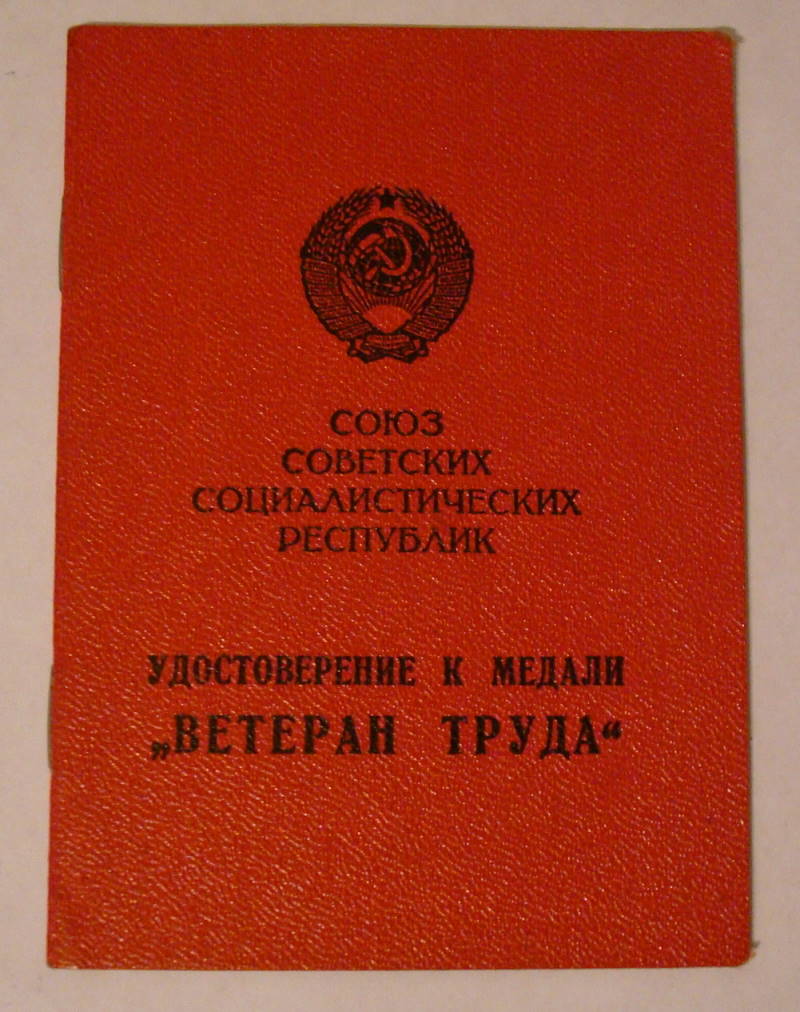 СОЮЗ
СОВЕТСКИХ
СОЦИАЛИСТИЧЕСКИХ
РЕСПУБЛИК
УДОСТОВЕРЕНИЕ К МЕДАЛИ
„ВЕТЕРАН ТРУДА“